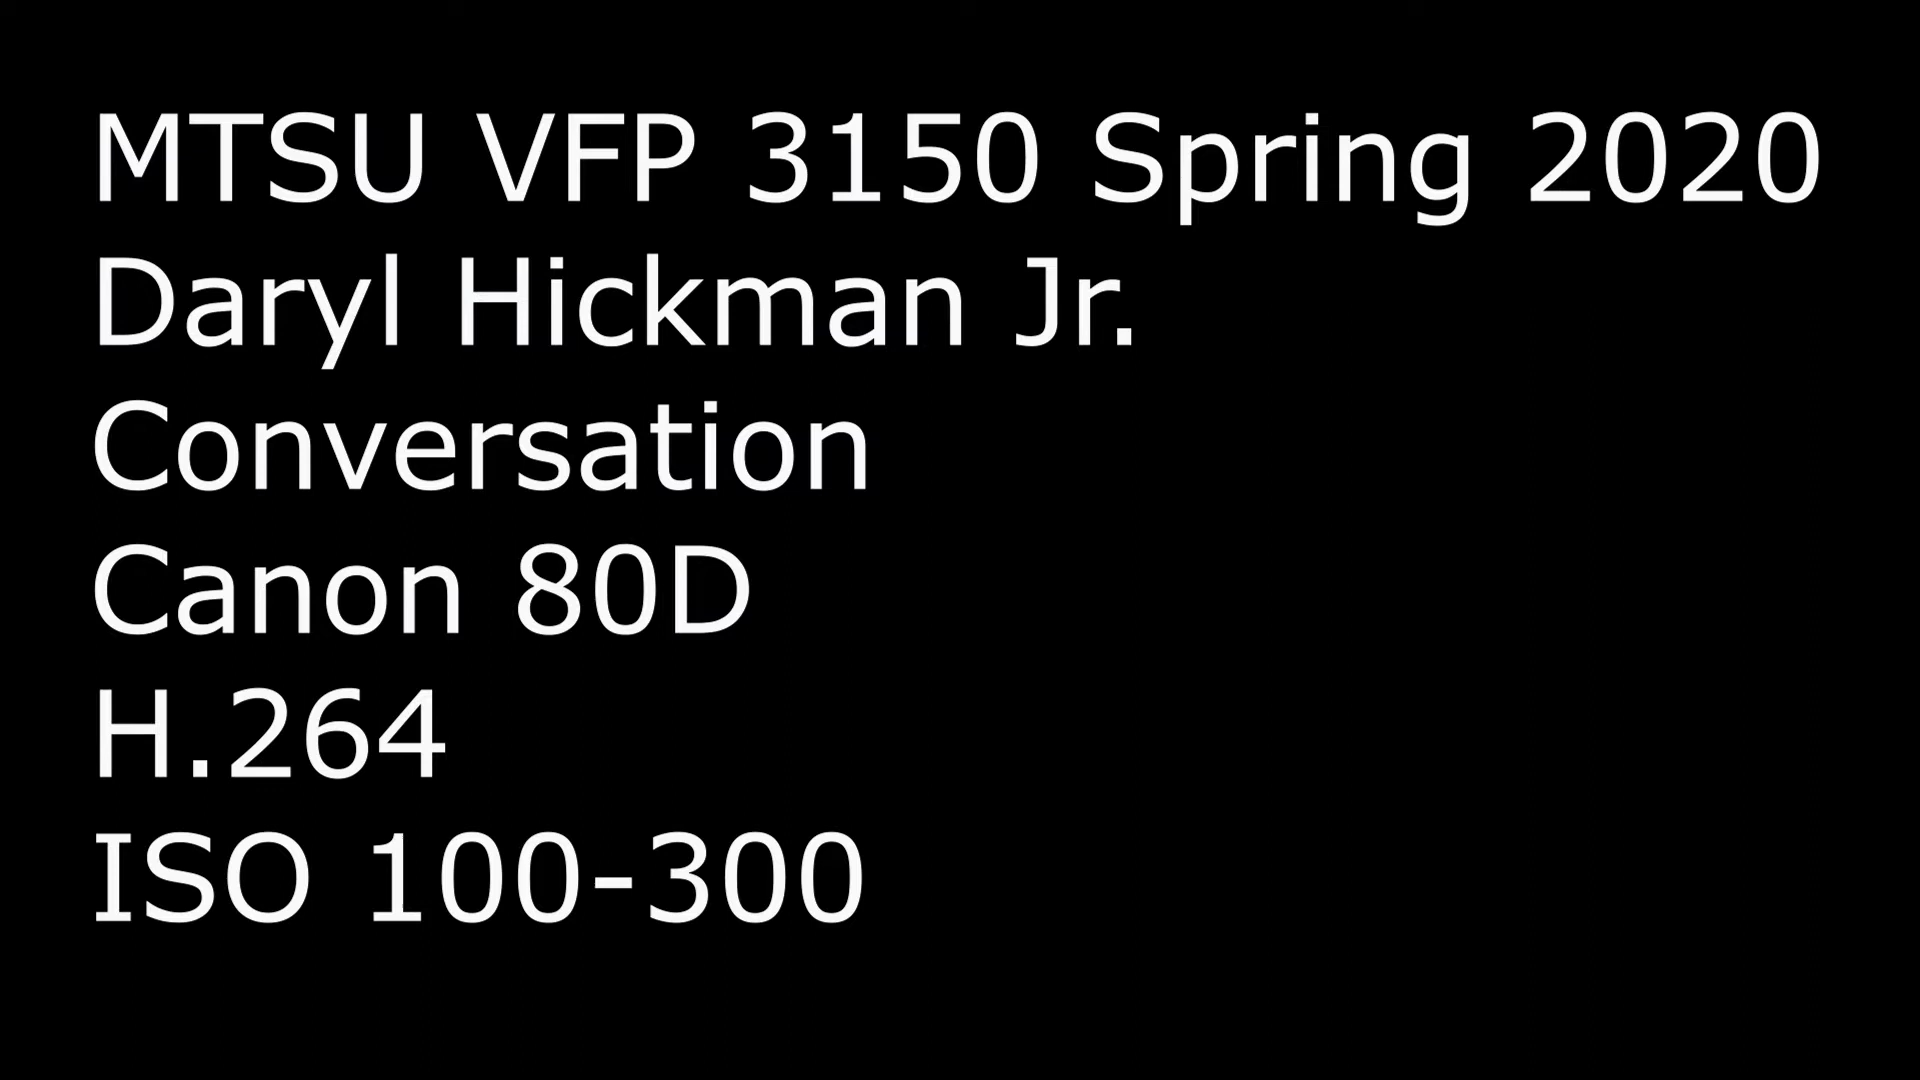 MTSU VFP 3150 Spring 2020
Daryl Hickman Jr.
Conversation
Canon 80D
H.264
ISO 100-300